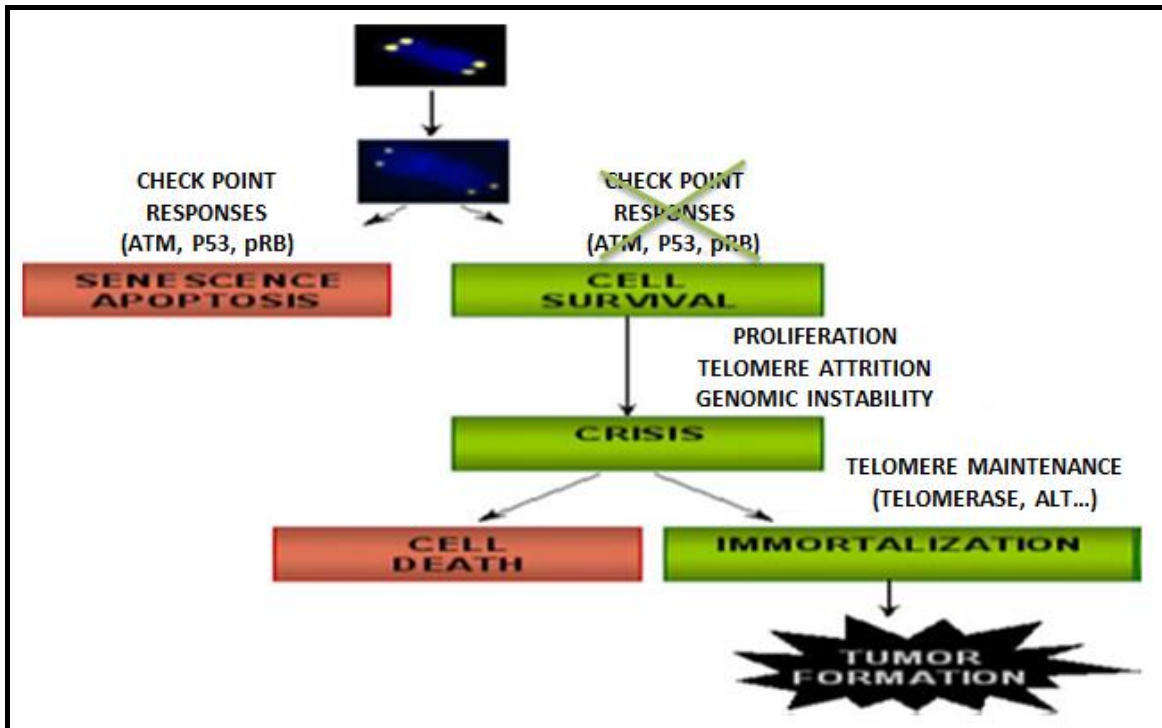 CHECK POINT
RESPONSES
(ATM, P53, pRB)
SENESCENCE
APOPTOSIS
CHECK POINT
RESPONSES
(ATM, P53, pRB)
CELL
SURVIVAL
PROLIFERATION
TELOMERE ATTRITION
GENOMIC INSTABILITY
CRISIS
TELOMERE MAINTENANCE
(TELOMERASE, ALT...)
CELL
DEATH
IMMORTALIZATION
TUMOR
FORMATION